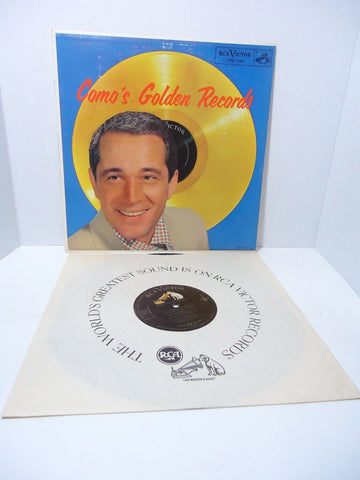 RCA VICTOR
Como's Golden Records
VICTOR
RCA VICTOR
THE WORLD'S GREATEST SOUND IS ON RCA VICTOR RECORDS
RCA
"HIS MASTER'S VOICE"